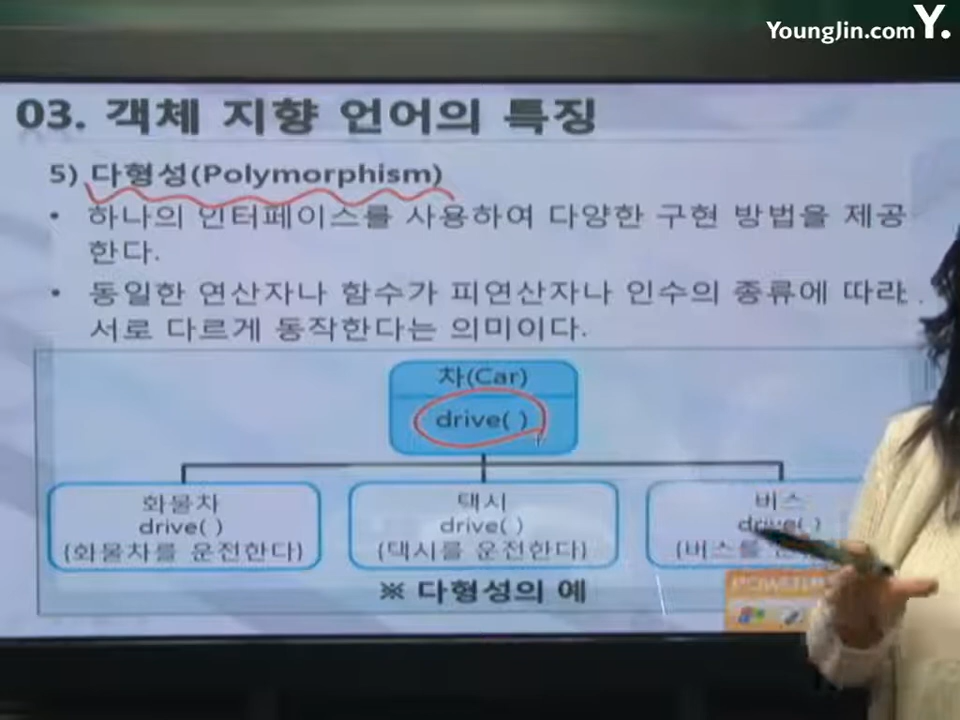 YoungJin.com Y.
03. 객체 지향 언어의 특징
5) 다형성(Polymorphism)
• 하나의 인터페이스를 사용하여 다양한 구현 방법을 제공
한다.
• 동일한 연산자나 함수가 피연산자나 인수의 종류에 따라
서로 다르게 동작한다는 의미이다.
차(Car)
drive( )
화물차
drive( )
{화물차를 운전한다}
택시
drive( )
{택시를 운전한다}
버스
drive( )
{버스를
※ 다형성의 예